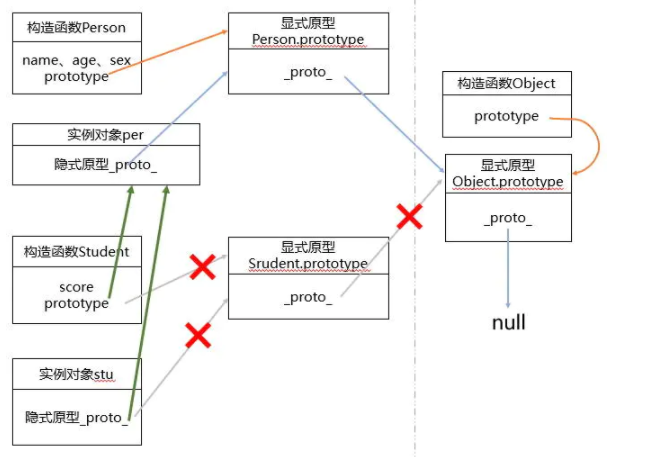 构造函数Person
name、age、sex
prototype
显式原型
Person.prototype
_proto_
构造函数Object
prototype
实例对象per
隐式原型_proto_
显式原型
Object.prototype
_proto_
构造函数Student
score
prototype
显式原型
Srudent.prototype
_proto_
null
实例对象stu
隐式原型_proto_